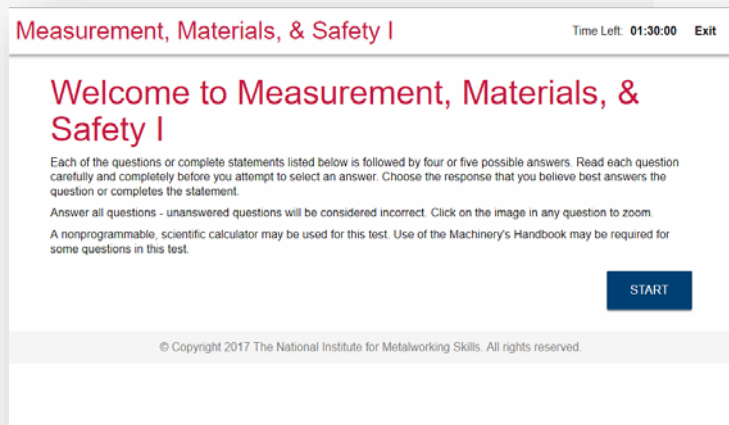 Measurement, Materials, & Safety I
Time Left: 01:30:00 Exit
Welcome to Measurement, Materials, &
Safety I
Each of the questions or complete statements listed below is followed by four or five possible answers. Read each question
carefully and completely before you attempt to select an answer. Choose the response that you believe best answers the
question or completes the statement.
Answer all questions - unanswered questions will be considered incorrect. Click on the image in any question to zoom.
A nonprogrammable, scientific calculator may be used for this test. Use of the Machinery's Handbook may be required for
some questions in this test.
START
© Copyright 2017 The National Institute for Metalworking Skills. All rights reserved.